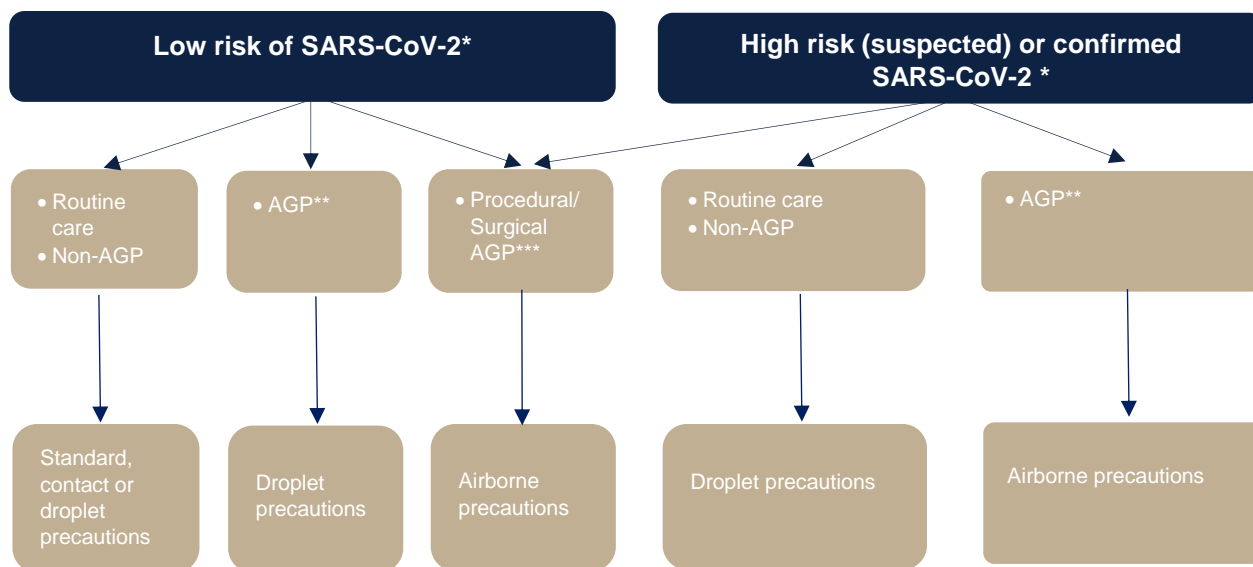 Low risk of SARS-CoV-2*
High risk (suspected) or confirmed
SARS-CoV-2 *
• Routine
care
• Non-AGP
• AGP**
• Procedural/
Surgical
AGP***
• Routine care
• Non-AGP
• AGP**
Standard,
contact or
droplet
precautions
Droplet
precautions
Airborne
precautions
Droplet precautions
Airborne precautions